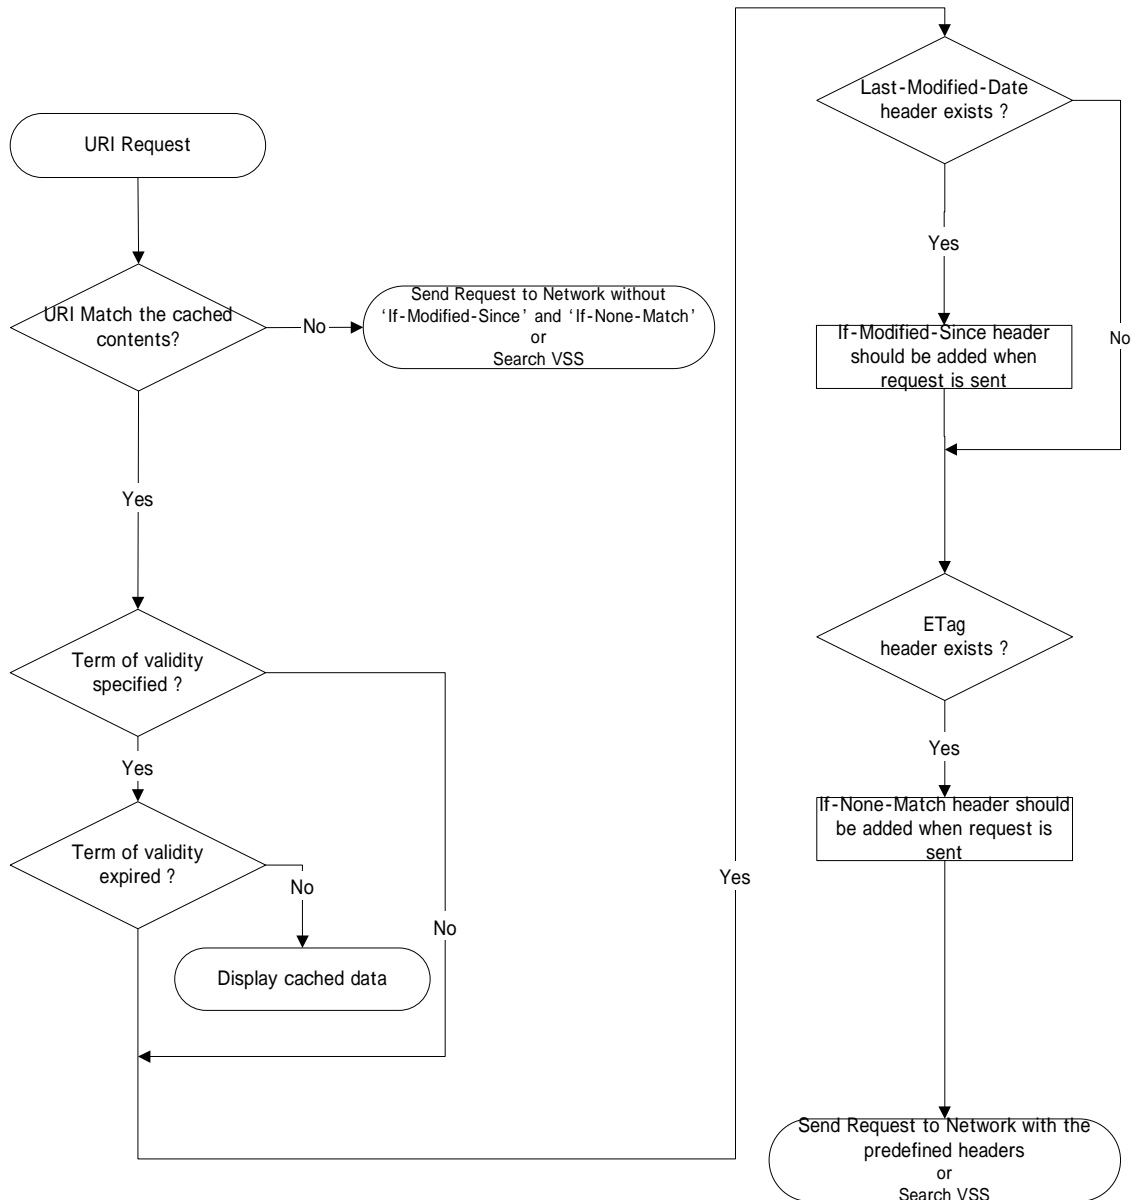 URI Request
URI Match the cached
contents?
No
Send Request to Network without
‘If-Modified-Since’ and ‘If-None-Match’
or
Search VSS
Yes
Term of validity
specified ?
Yes
Term of validity
expired ?
No
No
Display cached data
Yes
Last-Modified-Date
header exists ?
Yes
No
If-Modified-Since header
should be added when
request is sent
ETag
header exists ?
Yes
If-None-Match header should
be added when request is
sent
Send Request to Network with the
predefined headers
or
Search VSS